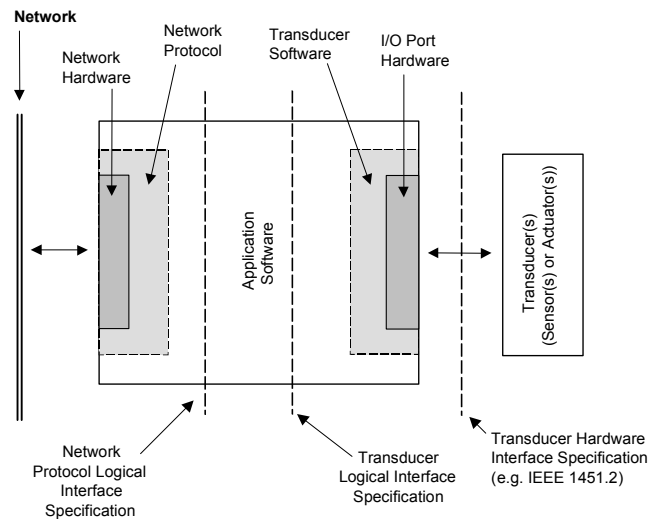 Network
Network
Hardware
Network
Protocol
Transducer
Software
I/O Port
Hardware
Application
Software
Transducer(s)
(Sensor(s) or Actuator(s))
Network
Protocol Logical
Interface
Specification
Transducer
Logical Interface
Specification
Transducer Hardware
Interface Specification
(e.g. IEEE 1451.2)